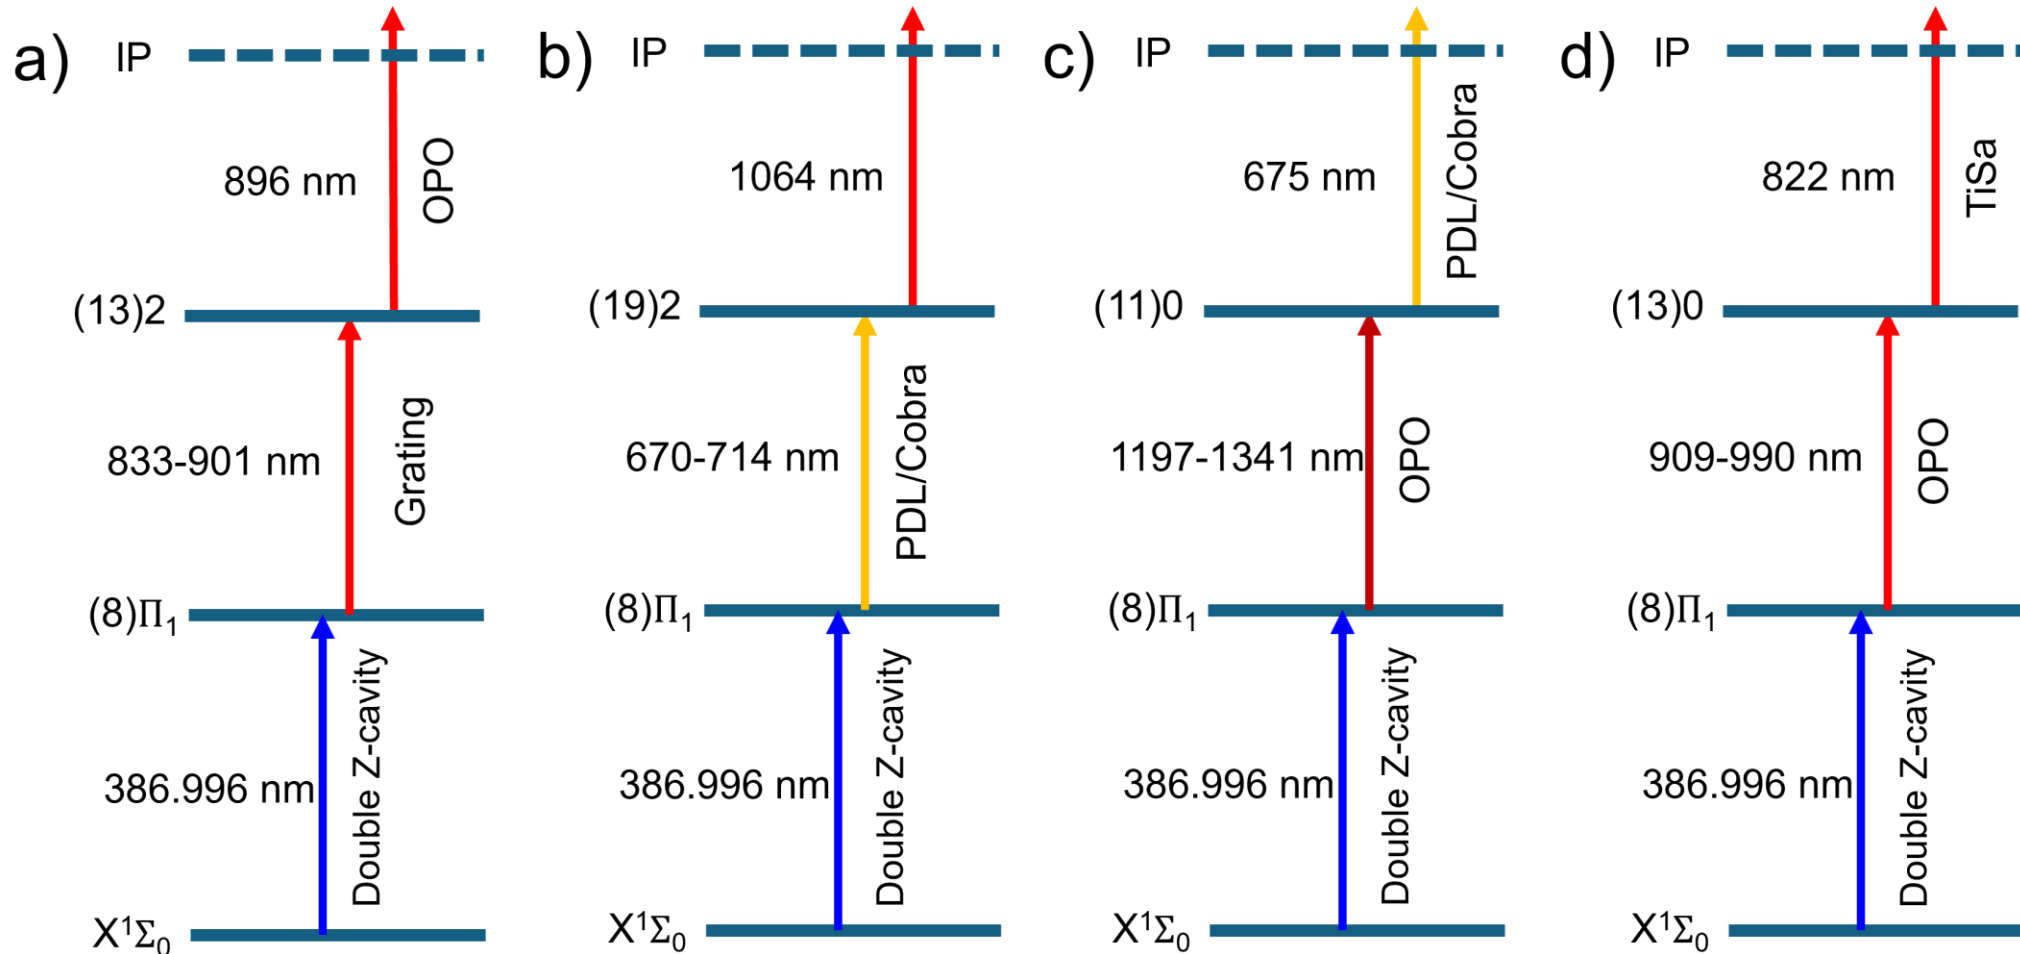 a)
IP
896 nm
OPO
(13)2
833-901 nm
Grating
(8)Π₁
386.996 nm
Double Z-cavity
X¹Σ₀
b)
IP
1064 nm
(19)2
670-714 nm
PDL/Cobra
(8)Π₁
386.996 nm
Double Z-cavity
X¹Σ₀
c)
IP
675 nm
PDL/Cobra
(11)0
1197-1341 nm
OPO
(8)Π₁
386.996 nm
Double Z-cavity
X¹Σ₀
d)
IP
822 nm
TiSa
(13)0
909-990 nm
OPO
(8)Π₁
386.996 nm
Double Z-cavity
X¹Σ₀